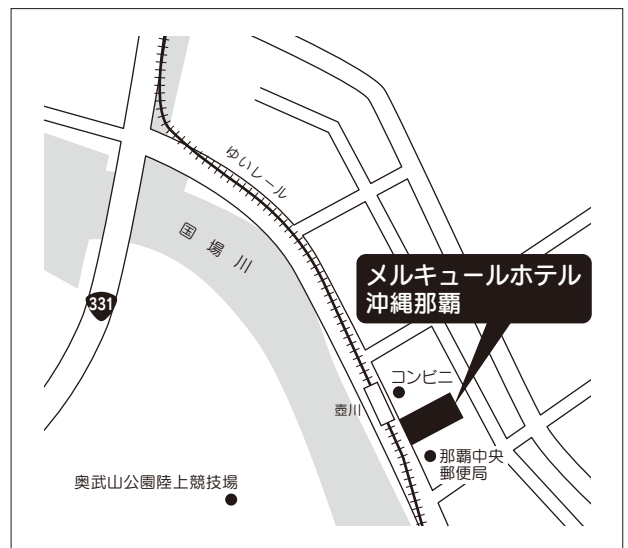 ゆいレール
国場川
331
メルキュールホテル
沖縄那覇
コンビニ
壺川
那覇中央
郵便局
奥武山公園陸上競技場